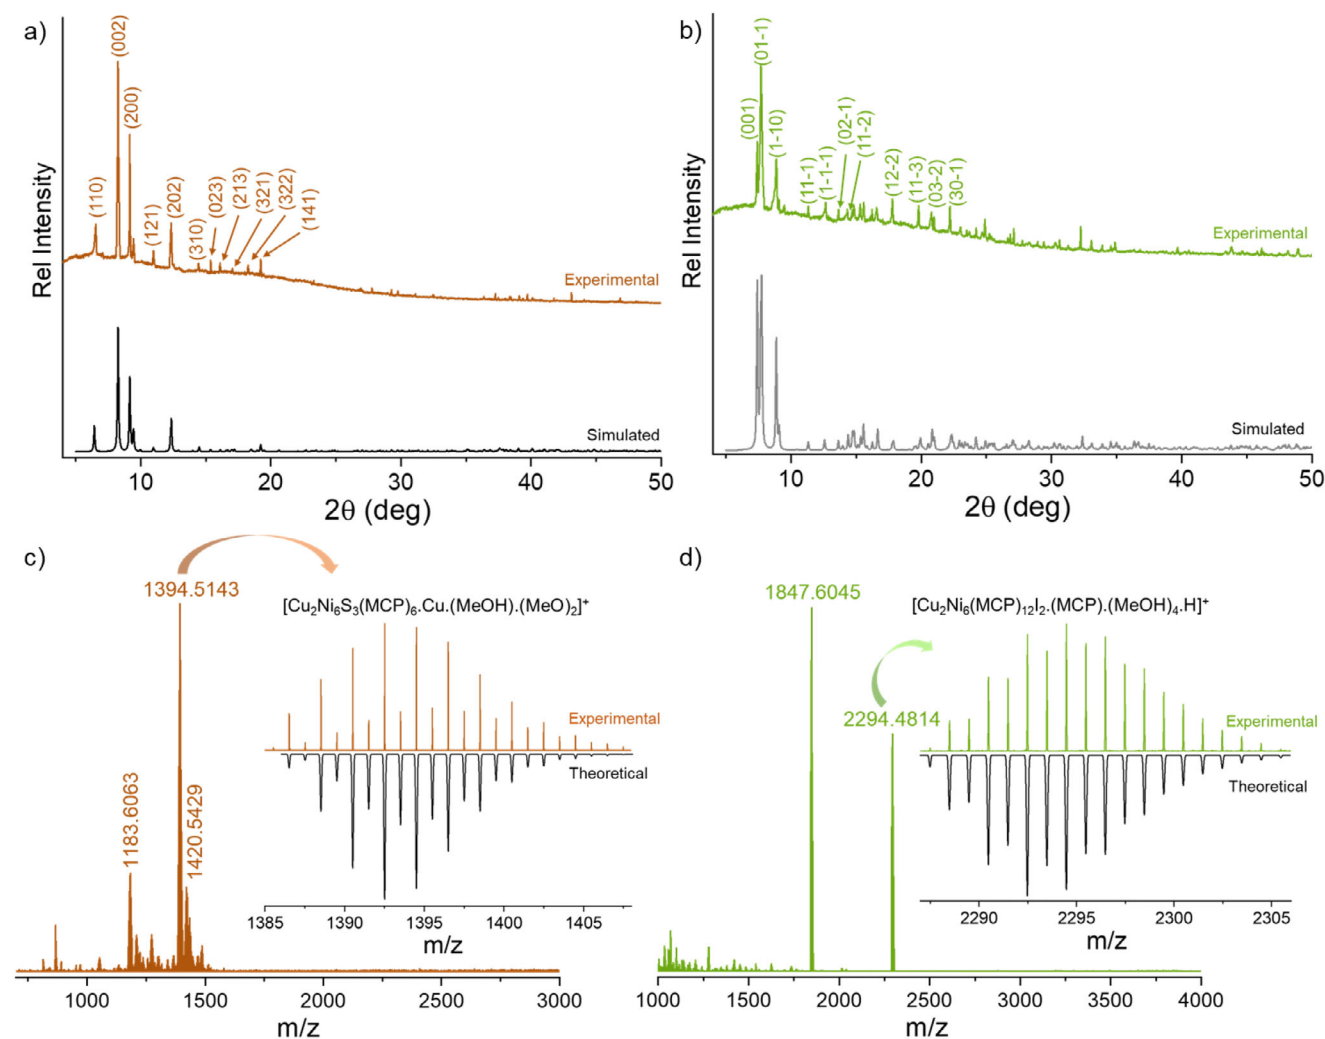 a)
Rel Intensity
(110)
(002)
(200)
(121)
(202)
(310)
(023)
(213)
(321)
(322)
(141)
Experimental
Simulated
10
20
30
40
50
2θ (deg)
b)
Rel Intensity
(001)
(01-1)
(1-10)
(11-1)
(1-1-1)
(02-1)
(11-2)
(12-2)
(11-3)
(03-2)
(30-1)
Experimental
Simulated
10
20
30
40
50
2θ (deg)
c)
1394.5143
1183.6063
1420.5429
[Cu₂Ni₆S₃(MCP)₆.Cu.(MeOH).(MeO)₂]⁺
Experimental
Theoretical
1385
1390
1395
1400
1405
m/z
1000
1500
2000
2500
3000
m/z
d)
1847.6045
2294.4814
[Cu₂Ni₆(MCP)₁₂I₂.(MCP).(MeOH)₄.H]⁺
Experimental
Theoretical
2290
2295
2300
2305
m/z
1000
1500
2000
2500
3000
3500
4000
m/z